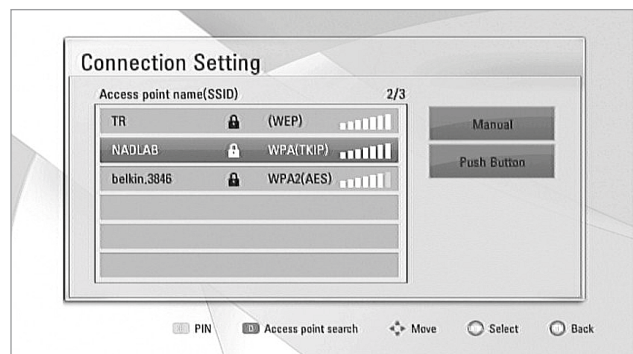 Connection Setting
Access point name(SSID) 2/3
TR (WEP)
NADLAB WPA(TKIP)
belkin,3846 WPA2(AES)
Manual
Push Button
PIN D Access point search Move Select Back